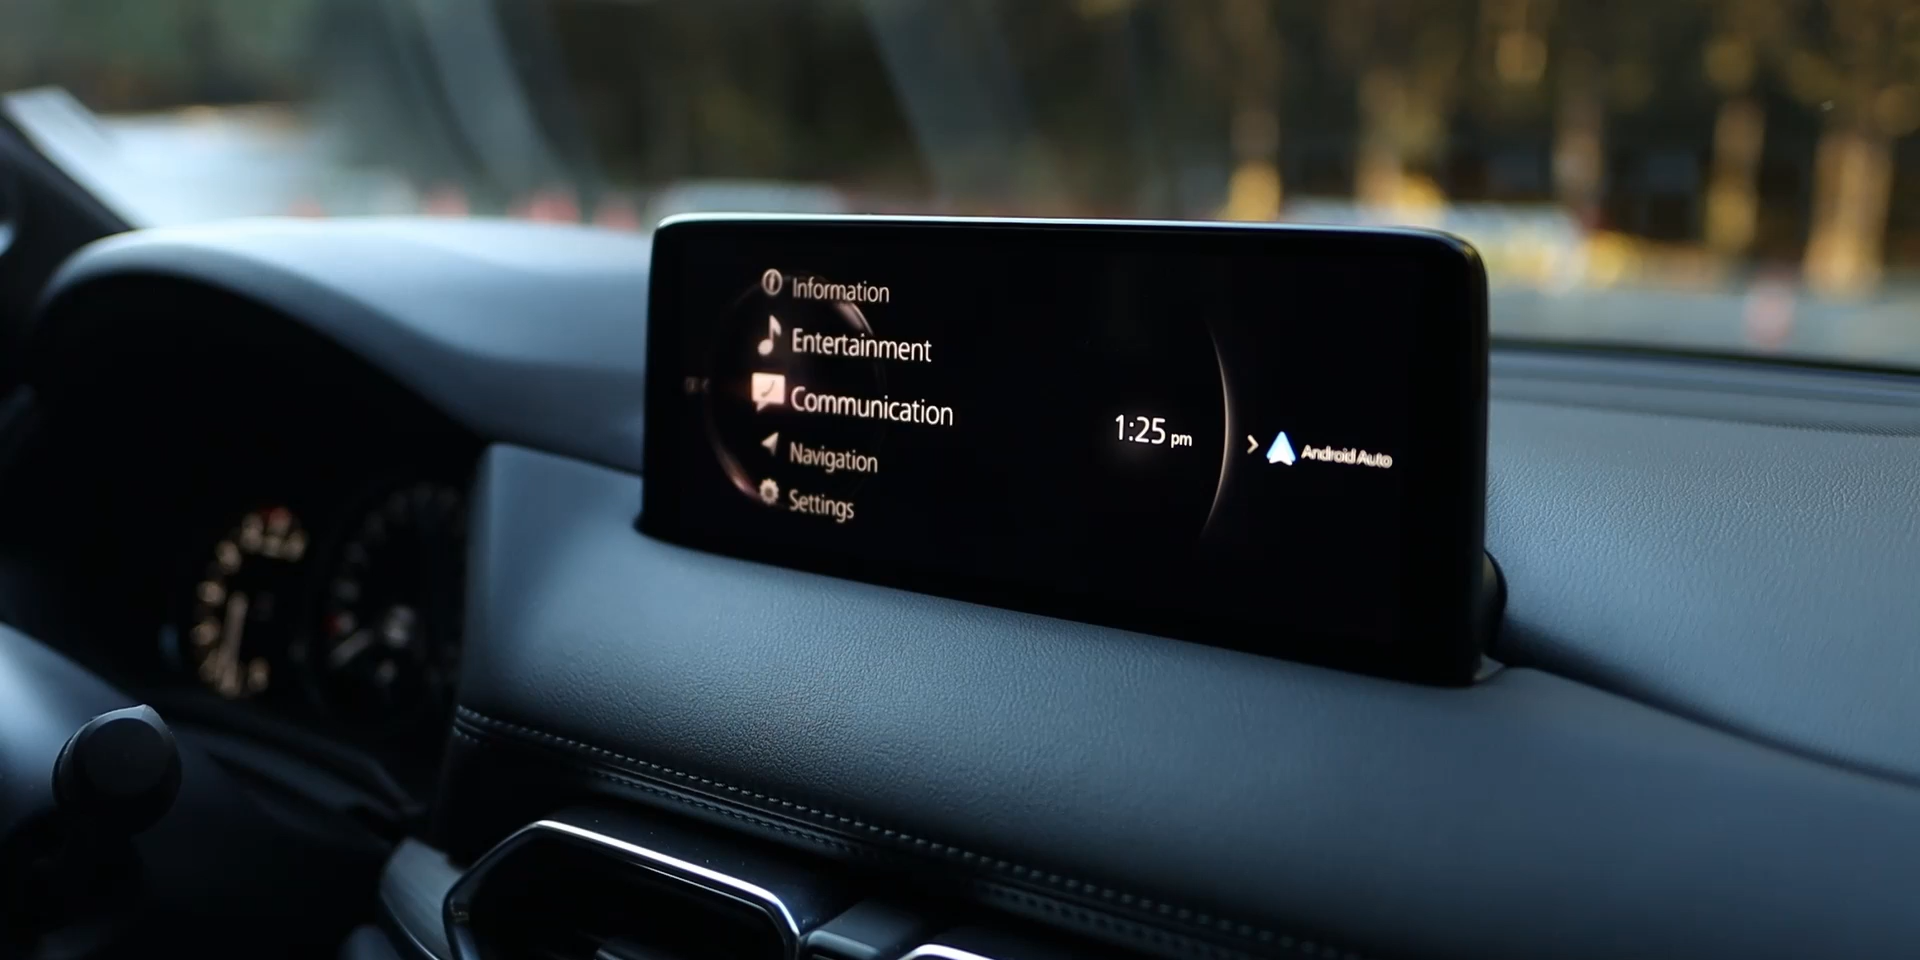 Information
Entertainment
Communication
Navigation
Settings
1:25 pm
Android Auto